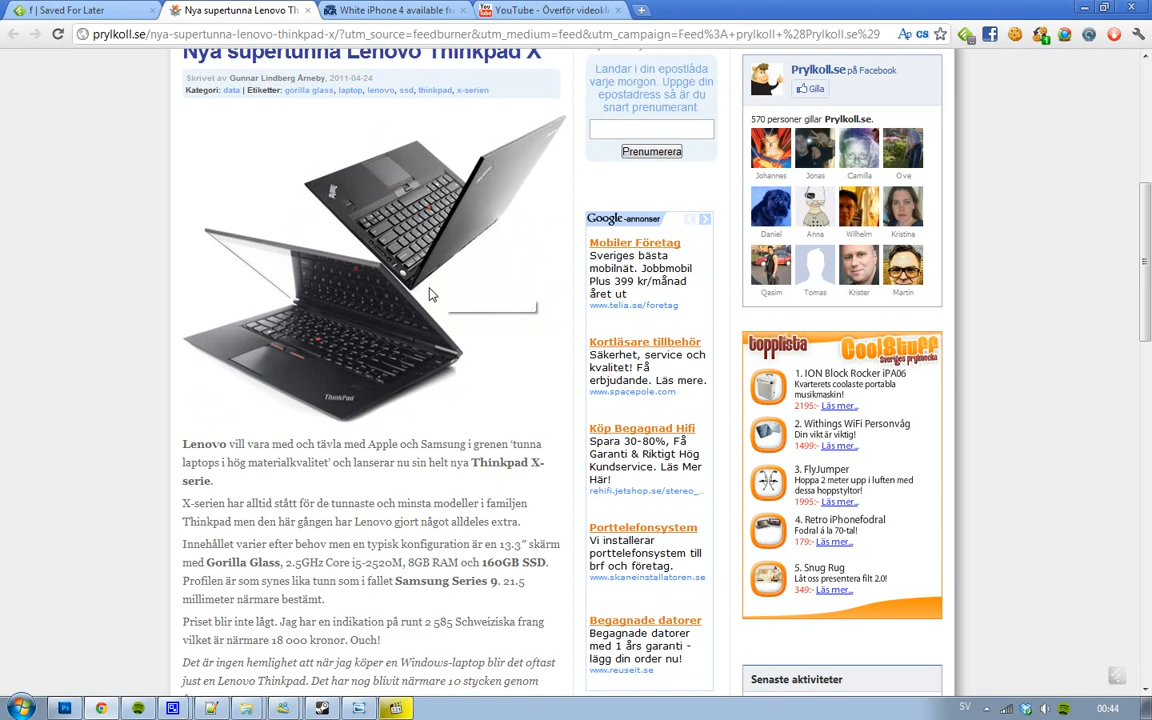 f | Saved For Later
Nya supertunna Lenovo Th
White iPhone 4 available fr
YouTube - Överför videokli
prylkoll.se/nya-supertunna-lenovo-thinkpad-x/?utm_source=feedburner&utm_medium=feed&utm_campaign=Feed%3A+prylkoll+%28Prylkoll.se%29
Nya supertunna Lenovo Thinkpad X
Skrivet av Gunnar Lindberg Årneby, 2011-04-24
Kategori: data | Etiketter: gorilla glass, laptop, lenovo, ssd, thinkpad, x-serien
ThinkPad
Lenovo vill vara med och tävla med Apple och Samsung i grenen ‘tunna
laptops i hög materialkvalitet’ och lanserar nu sin helt nya Thinkpad X-
serie.
X-serien har alltid stått för de tunnaste och minsta modeller i familjen
Thinkpad men den här gången har Lenovo gjort något alldeles extra.
Innehållet varier efter behov men en typisk konfiguration är en 13.3″ skärm
med Gorilla Glass, 2.5GHz Core i5-2520M, 8GB RAM och 160GB SSD.
Profilen är som synes lika tunn som i fallet Samsung Series 9. 21.5
millimeter närmare bestämt.
Priset blir inte lågt. Jag har en indikation på runt 2 585 Schweiziska frang
vilket är närmare 18 000 kronor. Ouch!
Det är ingen hemlighet att när jag köper en Windows-laptop blir det oftast
just en Lenovo Thinkpad. Det har nog blivit närmare 10 stycken genom
Landar i din epostlåda
varje morgon. Uppge din
epostadress så är du
snart prenumerant.
Prenumerera
Google-annonser
Mobiler Företag
Sveriges bästa
mobilnät. Jobbmobil
Plus 399 kr/månad
året ut
www.telia.se/foretag
Kortläsare tillbehör
Säkerhet, service och
kvalitet! Få
erbjudande. Läs mere.
www.spacepole.com
Köp Begagnad Hifi
Spara 30-80%, Få
Garanti & Riktigt Hög
Kundservice. Läs Mer
Här!
rehifi.jetshop.se/stereo_...
Porttelefonsystem
Vi installerar
porttelefonsystem till
brf och företag.
www.skaneinstallatoren.se
Begagnade datorer
Begagnade datorer
med 1 års garanti -
lägg din order nu!
www.reuseit.se
Prylkoll.se på Facebook
Gilla
570 personer gillar Prylkoll.se.
Johannes Jonas Camilla Ove
Daniel Anna Wilhelm Kristina
Qasim Tomas Krister Martin
topplista CoolStuff
Sveriges prylmecka
1. ION Block Rocker iPA06
Kvarterets coolaste portabla
musikmaskin!
2195:- Läs mer...
2. Withings WiFi Personvåg
Din vikt är viktig!
1499:- Läs mer...
3. FlyJumper
Hoppa 2 meter upp i luften med
dessa hoppstyltor!
1995:- Läs mer...
4. Retro iPhonefodral
Fodral á la 70-tal!
179:- Läs mer...
5. Snug Rug
Låt oss presentera filt 2.0!
349:- Läs mer...
Senaste aktiviteter
SV
00:44